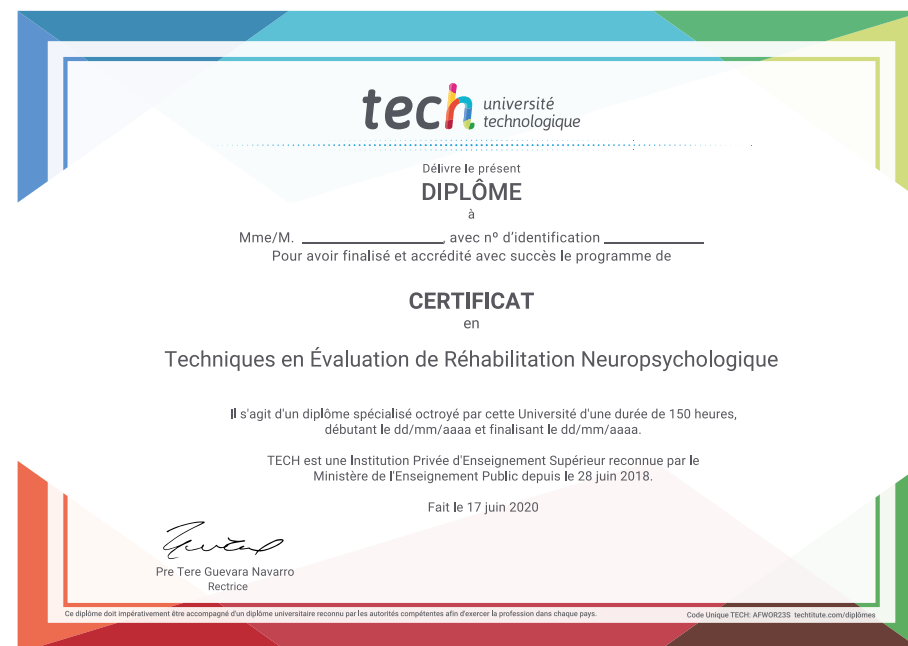 tech université
technologique
Délivre le présent
DIPLÔME
à
Mme/M. ____________________, avec nº d'identification ______________
Pour avoir finalisé et accrédité avec succès le programme de
CERTIFICAT
en
Techniques en Évaluation de Réhabilitation Neuropsychologique
Il s'agit d'un diplôme spécialisé octroyé par cette Université d'une durée de 150 heures,
débutant le dd/mm/aaaa et finalisant le dd/mm/aaaa.
TECH est une Institution Privée d'Enseignement Supérieur reconnue par le
Ministère de l'Enseignement Public depuis le 28 juin 2018.
Fait le 17 juin 2020
Pre Tere Guevara Navarro
Rectrice
Ce diplôme doit impérativement être accompagné d'un diplôme universitaire reconnu par les autorités compétentes afin d'exercer la profession dans chaque pays.
Code Unique TECH: AFWOR23S techtitute.com/diplômes